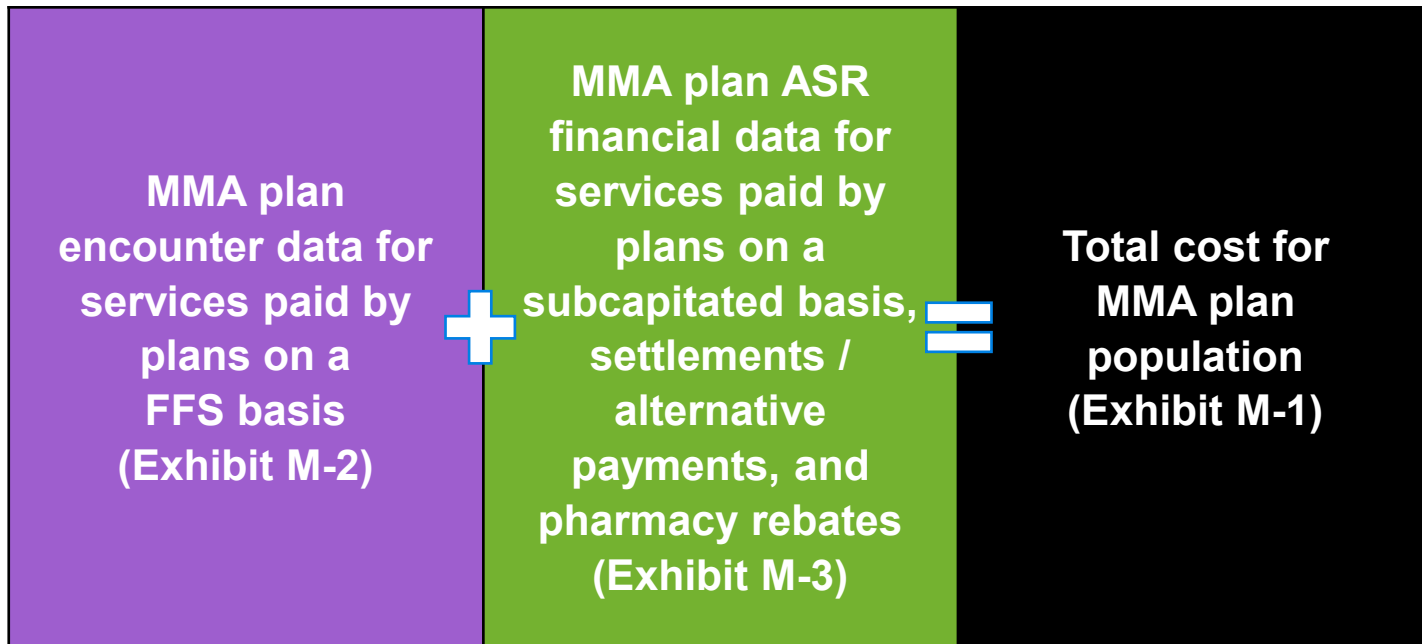 MMA plan
encounter data for
services paid by
plans on a
FFS basis
(Exhibit M-2)
MMA plan ASR
financial data for
services paid by
plans on a
subcapitated basis,
settlements /
alternative
payments, and
pharmacy rebates
(Exhibit M-3)
Total cost for
MMA plan
population
(Exhibit M-1)